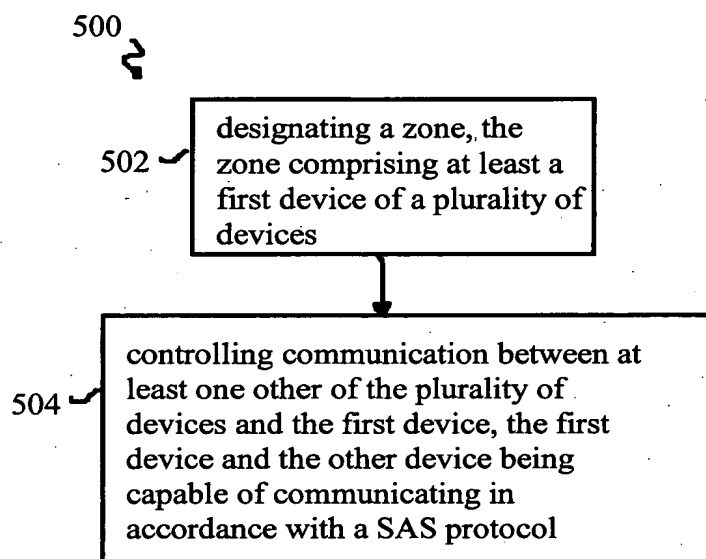 500
502
designating a zone, the
zone comprising at least a
first device of a plurality of
devices
504
controlling communication between at
least one other of the plurality of
devices and the first device, the first
device and the other device being
capable of communicating in
accordance with a SAS protocol